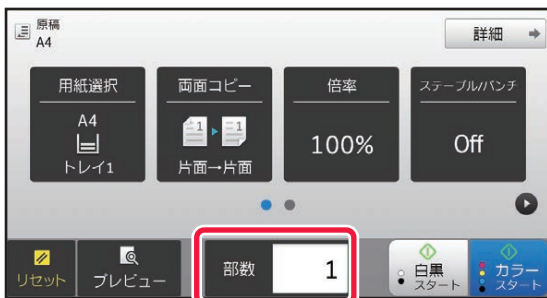 原稿
A4
詳細
用紙選択
A4
トレイ1
両面コピー
1 1
片面→片面
倍率
100%
ステープル/パンチ
Off
リセット
プレビュー
部数 1
白黒
スタート
カラー
スタート